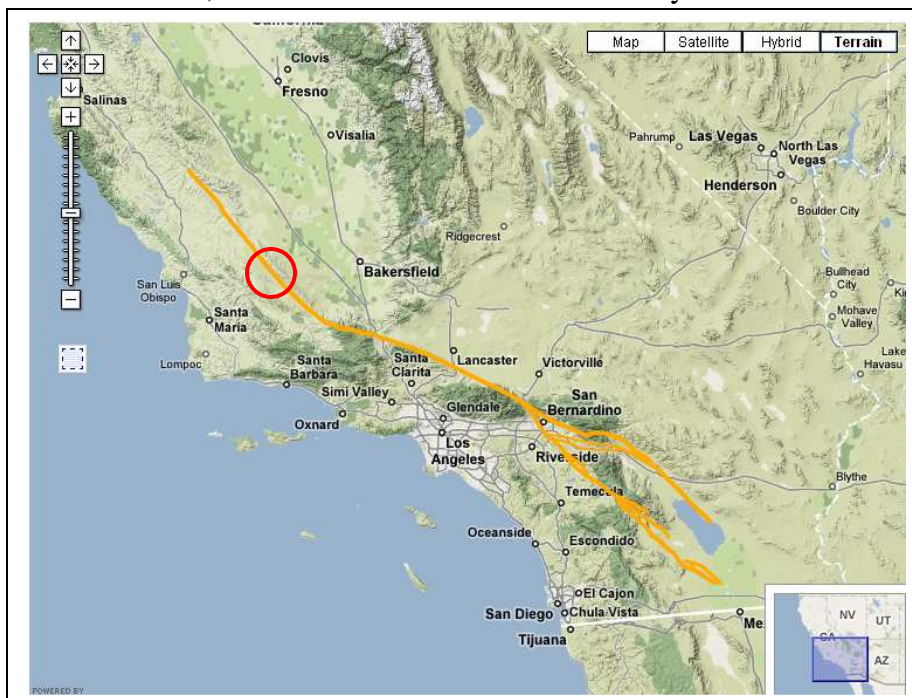 California
Map
Satellite
Hybrid
Terrain
Clovis
Fresno
Salinas
Visalia
Pahrump
Las Vegas
North Las
Vegas
Henderson
Boulder City
Ridgecrest
Bakersfield
San Luis
Obispo
Bullhead
City
Mohave
Valley
Santa
Maria
Lake
Havasu
Lompoc
Santa
Barbara
Santa
Clarita
Lancaster
Victorville
Simi Valley
Glendale
San
Bernardino
Oxnard
Los
Angeles
Riverside
Blythe
Temecula
Oceanside
Escondido
El Cajon
San Diego
Chula Vista
Tijuana
Me
NV
UT
CA
AZ
POWERED BY